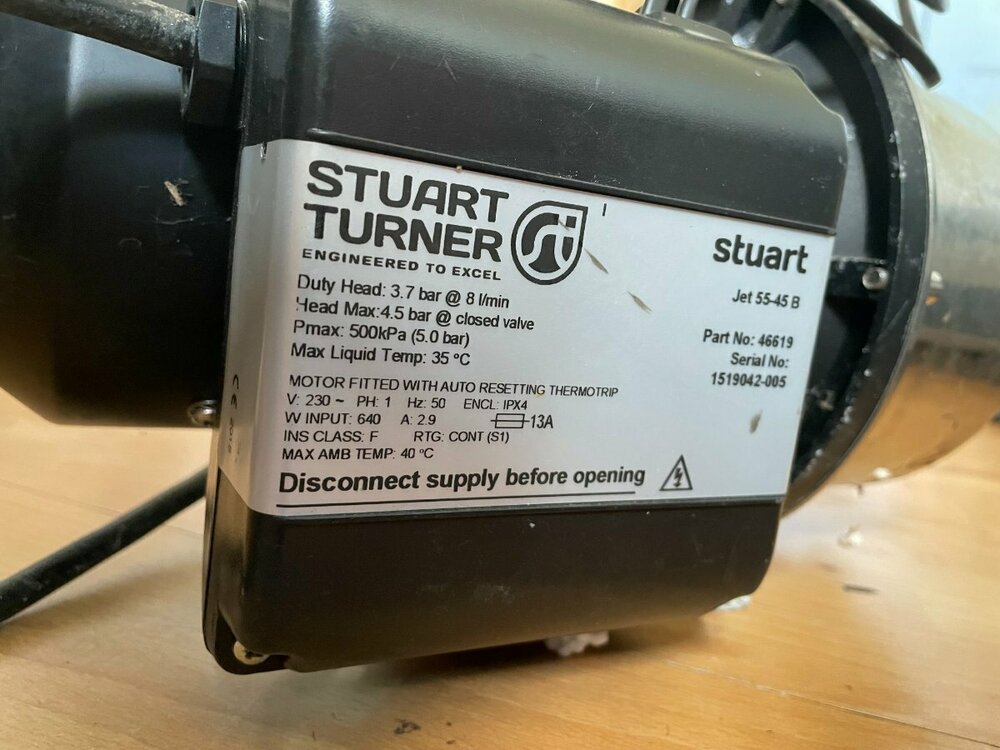 STUART
TURNER
ENGINEERED TO EXCEL
Duty Head: 3.7 bar @ 8 l/min
Head Max:4.5 bar @ closed valve
Pmax: 500kPa (5.0 bar)
Max Liquid Temp: 35 ºC
MOTOR FITTED WITH AUTO RESETTING THERMOTRIP
V: 230 ~ PH: 1 Hz: 50 ENCL: IPX4
W INPUT: 640 A: 2.9 13A
INS CLASS: F RTG: CONT (S1)
MAX AMB TEMP: 40 ºC
Disconnect supply before opening
stuart
Jet 55-45 B
Part No: 46619
Serial No:
1519042-005
CE